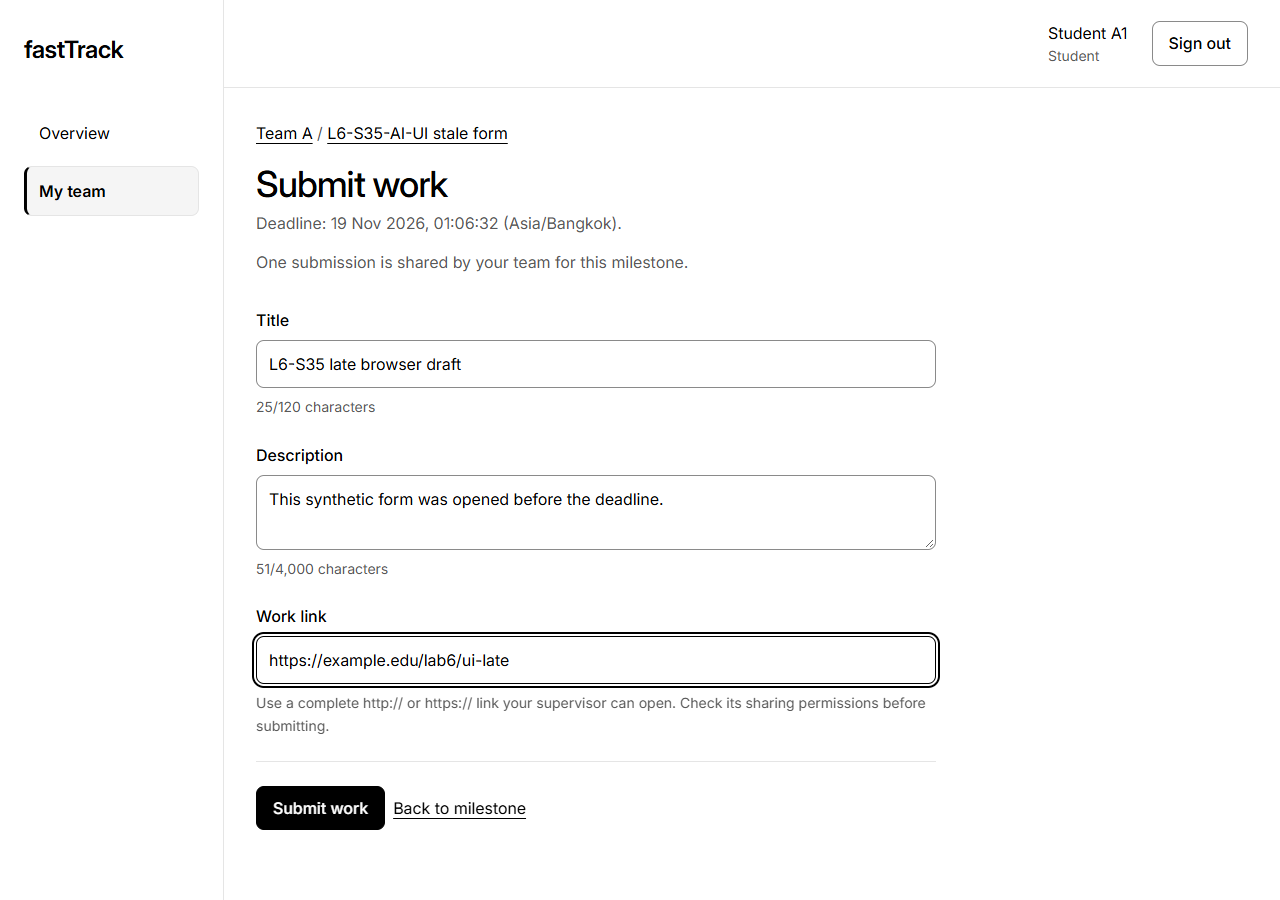 fastTrack
Student A1
Student
Sign out
Overview
My team
Team A / L6-S35-AI-UI stale form
Submit work
Deadline: 19 Nov 2026, 01:06:32 (Asia/Bangkok).
One submission is shared by your team for this milestone.
Title
L6-S35 late browser draft
25/120 characters
Description
This synthetic form was opened before the deadline.
51/4,000 characters
Work link
https://example.edu/lab6/ui-late
Use a complete http:// or https:// link your supervisor can open. Check its sharing permissions before
submitting.
Submit work
Back to milestone